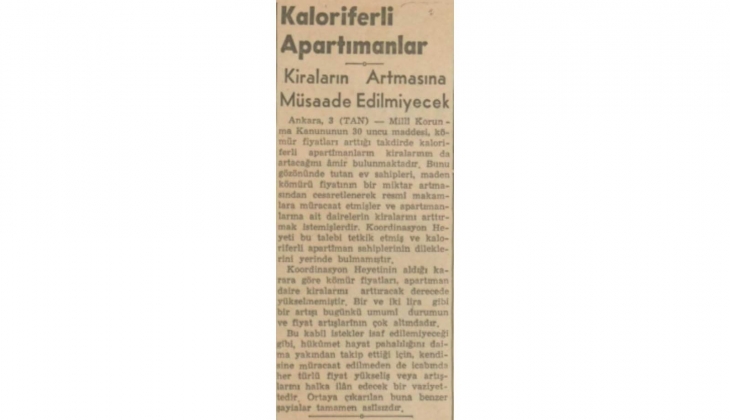 Kaloriferli
Apartımanlar
Kiraların Artmasına
Müsaade Edilmiyecek
Ankara, 3 (TAN) — Millî Korun-
ma Kanununun 30 uncu maddesi, kö-
mür fiyatları arttığı takdirde kalori-
ferli apartımanların kiralarının da
artacağını âmir bulunmaktadır. Bunu
gözönünde tutan ev sahipleri, maden
kömürü fiyatının bir miktar artma-
sından cesaretlenerek resmî makam-
lara müracaat etmişler ve apartıman-
larına ait dairelerin kiralarını arttır-
mak istemişlerdir. Koordinasyon He-
yeti bu talebi tetkik etmiş ve kalo-
riferli apartıman sahiplerinin dilekle-
rini yerinde bulmamıştır.
Koordinasyon Heyetinin aldığı ka-
rara göre kömür fiyatları, apartıman
daire kiralarını arttıracak derecede
yükselmemiştir. Bir ve iki lira gibi
bir artışı bugünkü umumî durumun
ve fiyat artışlarının çok altındadır.
Bu kabil istekler isaf edilemiyeceği
gibi, hükûmet hayat pahalılığını dai-
ma yakından takip ettiği için, kendi-
sine müracaat edilmeden de icabında
her türlü fiyat yükseliş veya artış-
larını halka ilân edecek bir vaziyet-
tedir. Ortaya çıkarılan buna benzer
şayialar tamamen asılsızdır.